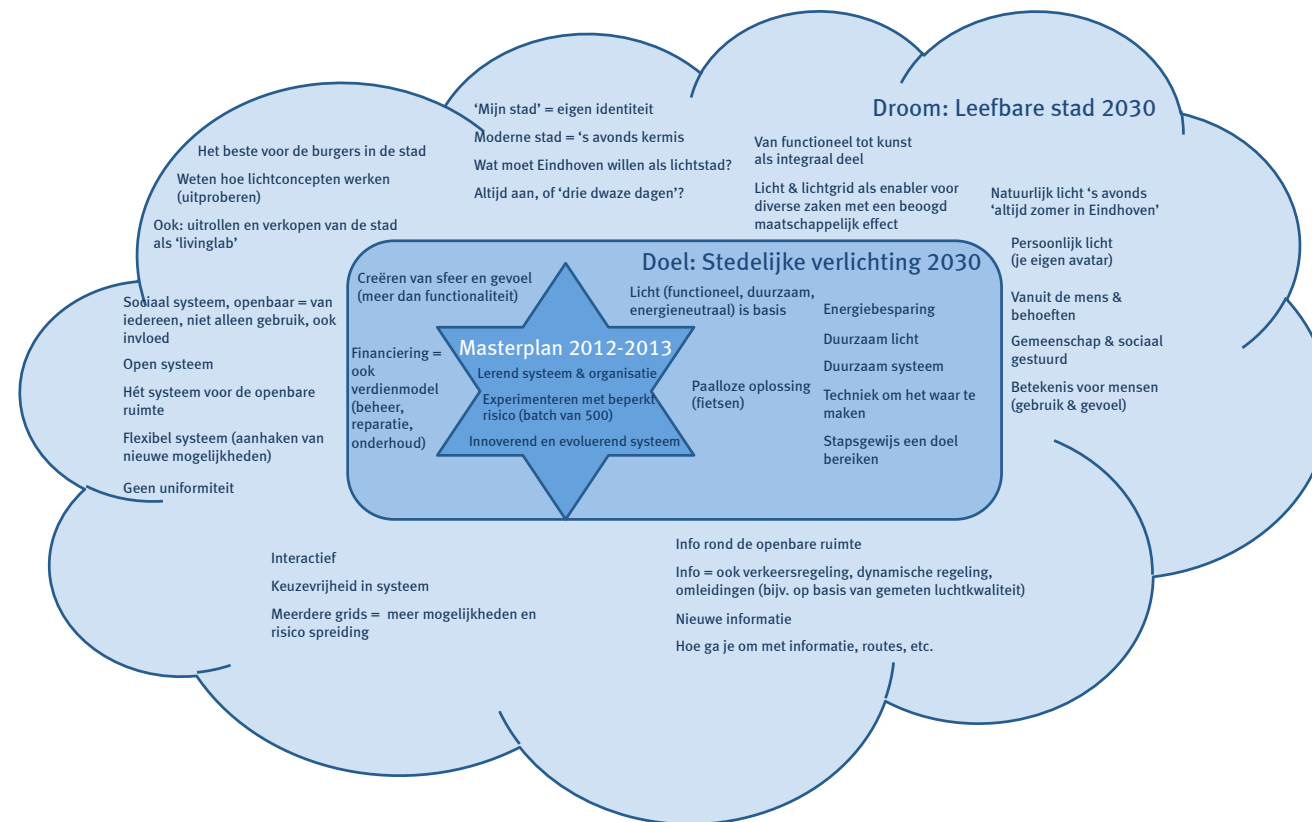 Droom: Leefbare stad 2030
‘Mijn stad’ = eigen identiteit
Moderne stad = ‘s avonds kermis
Wat moet Eindhoven willen als lichtstad?
Altijd aan, of ‘drie dwaze dagen’?
Van functioneel tot kunst
als integraal deel
Licht & lichtgrid als enabler voor
diverse zaken met een beoogd
maatschappelijk effect
Het beste voor de burgers in de stad
Weten hoe lichtconcepten werken
(uitproberen)
Ook: uitrollen en verkopen van de stad
als ‘livinglab’
Natuurlijk licht ‘s avonds
‘altijd zomer in Eindhoven’
Persoonlijk licht
(je eigen avatar)
Vanuit de mens &
behoeften
Gemeenschap & sociaal
gestuurd
Betekenis voor mensen
(gebruik & gevoel)
Sociaal systeem, openbaar = van
iedereen, niet alleen gebruik, ook
invloed
Open systeem
Hét systeem voor de openbare
ruimte
Flexibel systeem (aanhaken van
nieuwe mogelijkheden)
Geen uniformiteit
Doel: Stedelijke verlichting 2030
Creëren van sfeer en gevoel
(meer dan functionaliteit)
Financiering =
ook
verdienmodel
(beheer,
reparatie,
onderhoud)
Masterplan 2012-2013
Lerend systeem & organisatie
Experimenteren met beperkt
risico (batch van 500)
Innoverend en evoluerend systeem
Licht (functioneel, duurzaam,
energieneutraal) is basis
Paalloze oplossing
(fietsen)
Energiebesparing
Duurzaam licht
Duurzaam systeem
Techniek om het waar te
maken
Stapsgewijs een doel
bereiken
Interactief
Keuzevrijheid in systeem
Meerdere grids = meer mogelijkheden en
risico spreiding
Info rond de openbare ruimte
Info = ook verkeersregeling, dynamische regeling,
omleidingen (bijv. op basis van gemeten luchtkwaliteit)
Nieuwe informatie
Hoe ga je om met informatie, routes, etc.